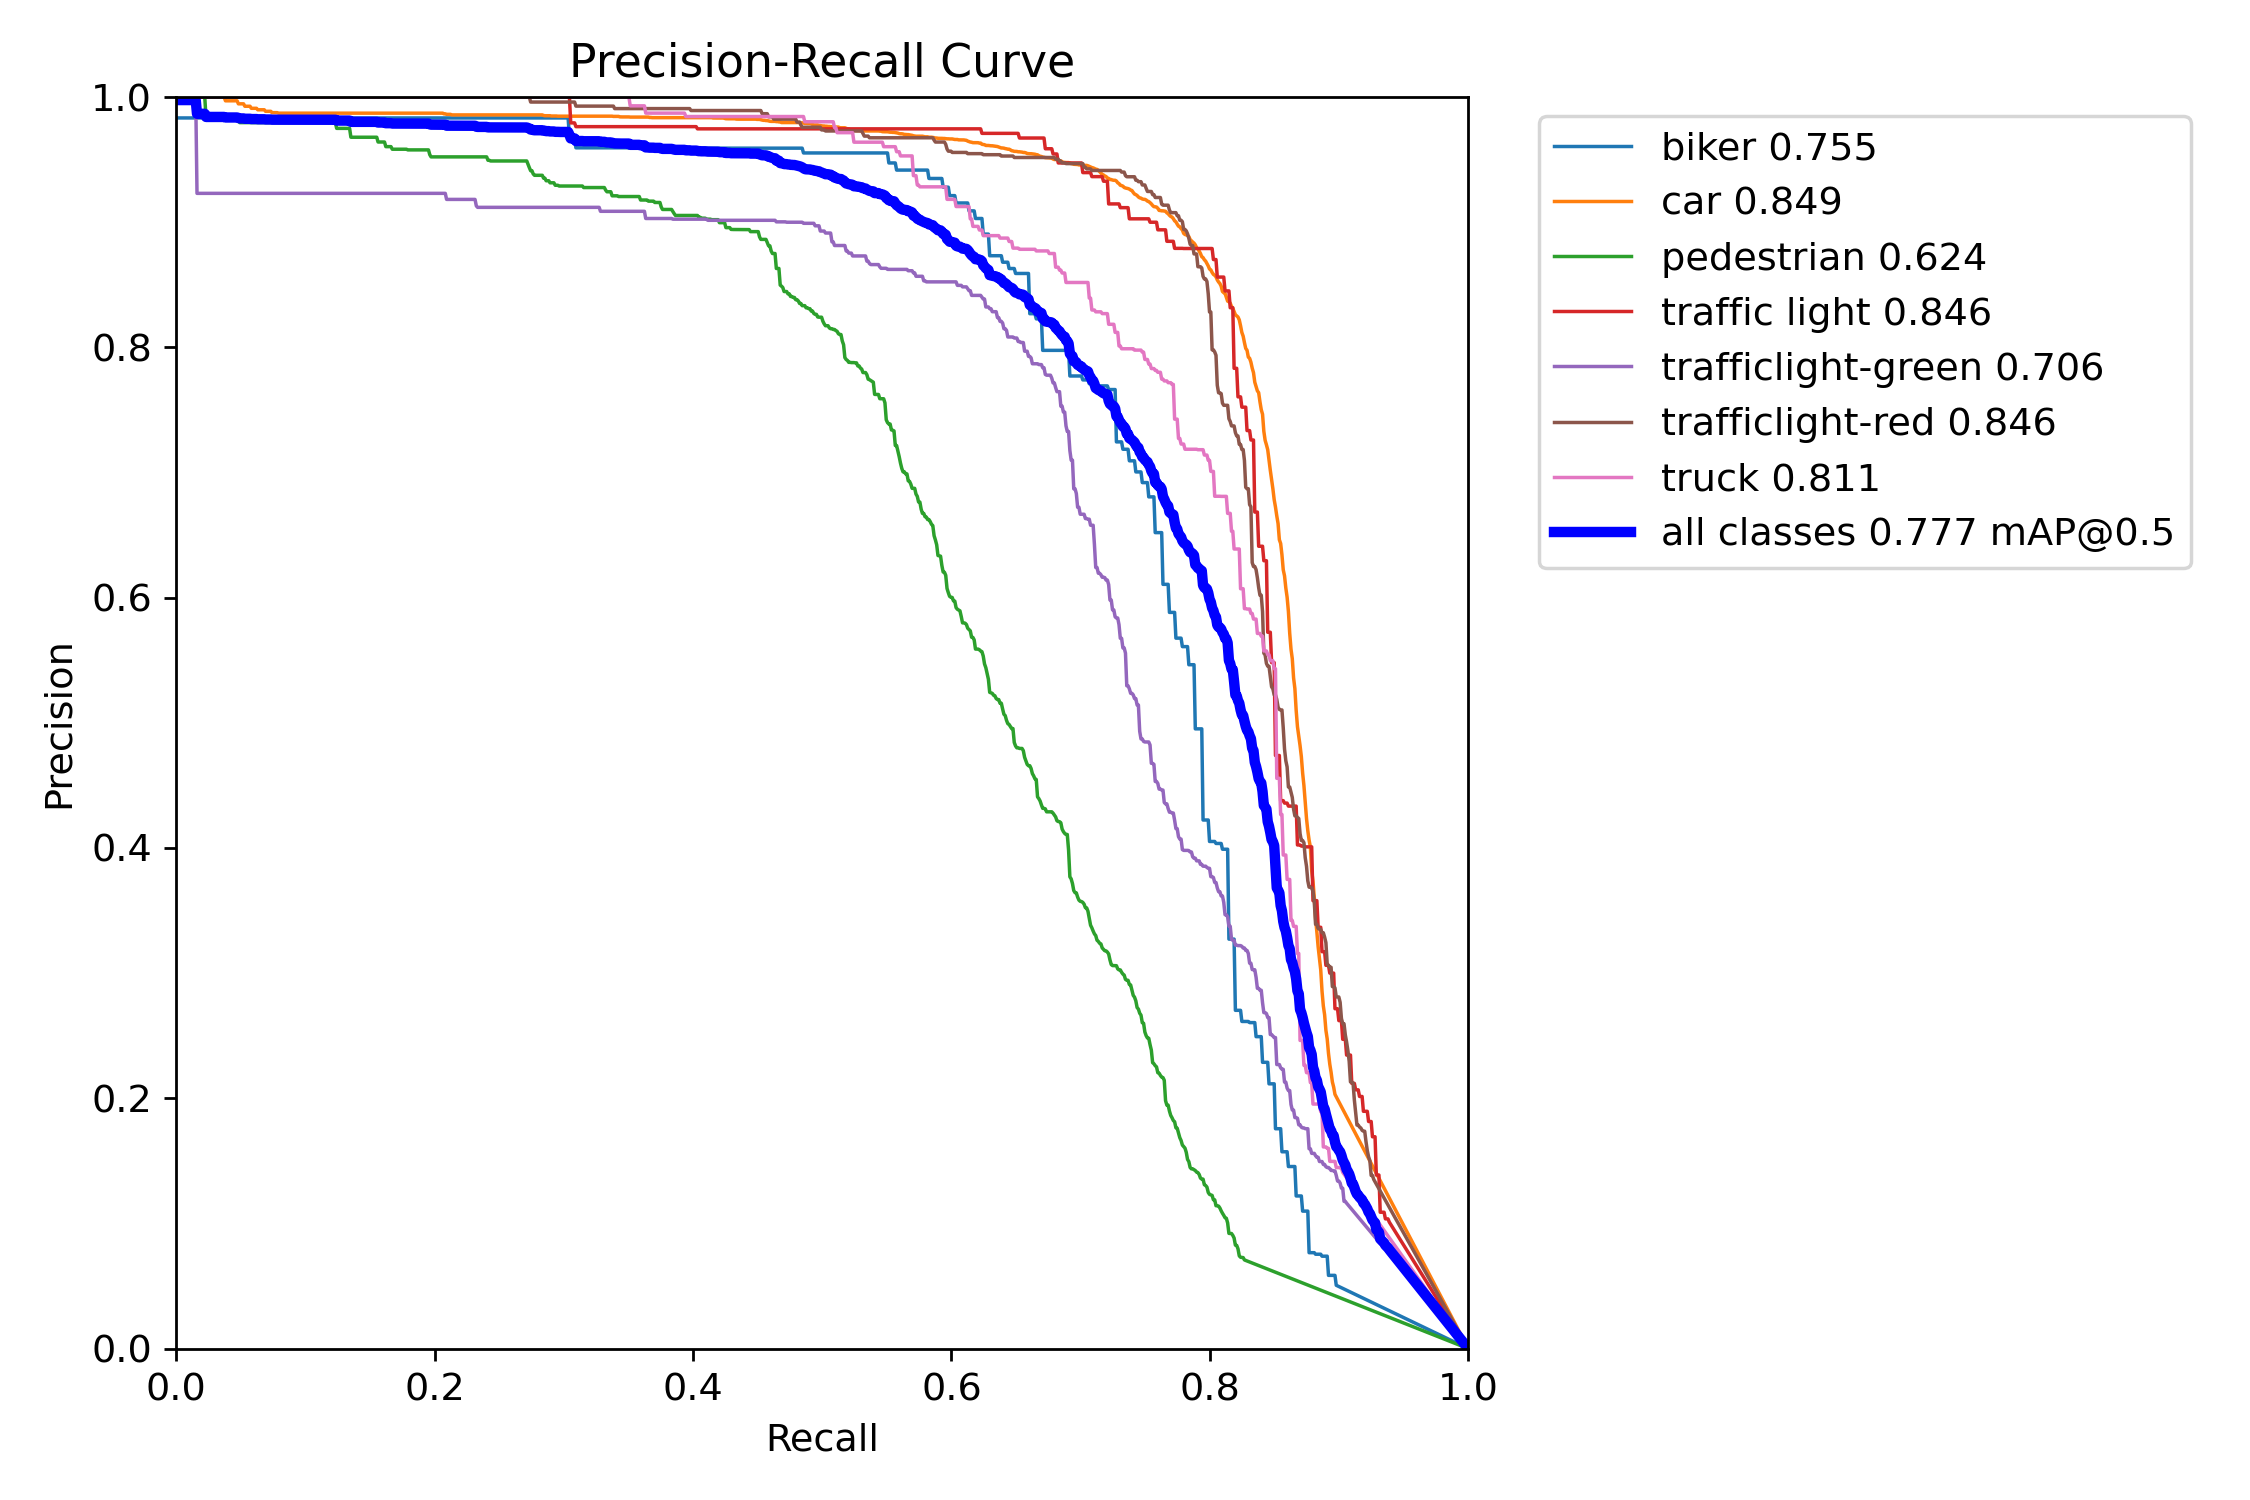 Precision-Recall Curve
1.0
0.8
0.6
0.4
0.2
0.0
Precision
0.0 0.2 0.4 0.6 0.8 1.0
Recall
biker 0.755
car 0.849
pedestrian 0.624
traffic light 0.846
trafficlight-green 0.706
trafficlight-red 0.846
truck 0.811
all classes 0.777 mAP@0.5